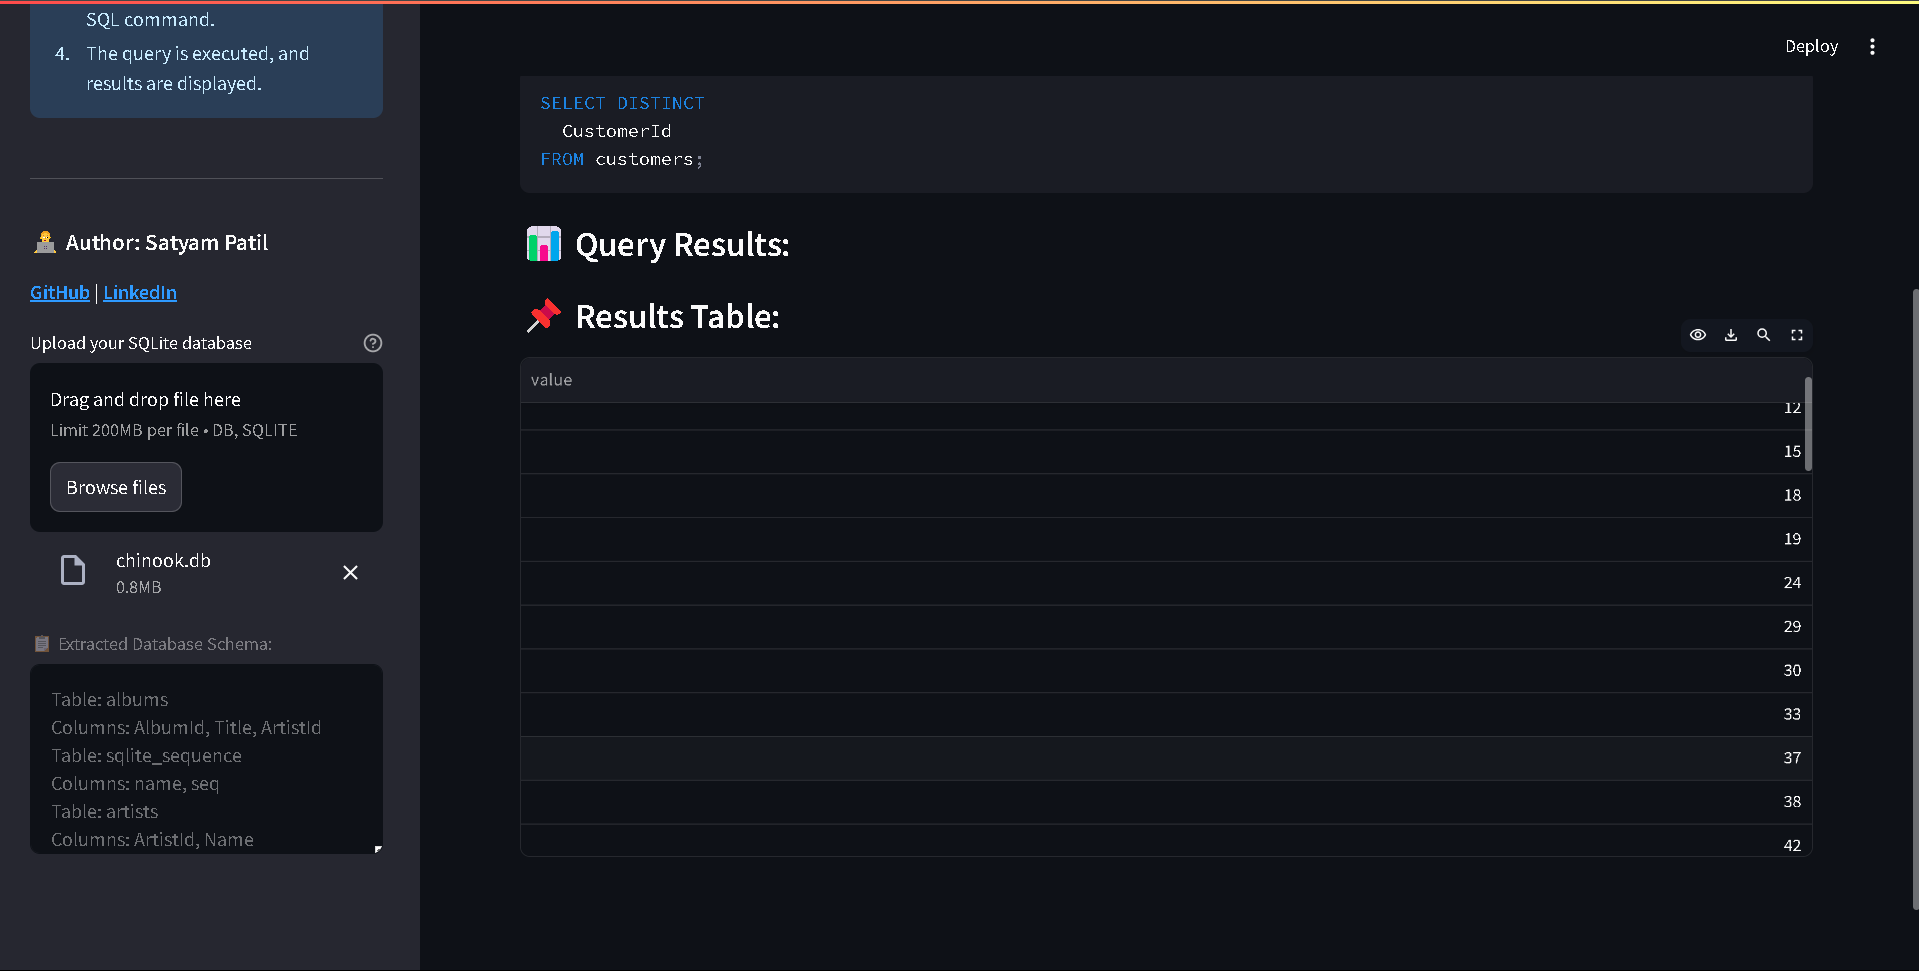 SQL command.
4. The query is executed, and
results are displayed.
Author: Satyam Patil
GitHub | LinkedIn
Upload your SQLite database
Drag and drop file here
Limit 200MB per file • DB, SQLITE
Browse files
chinook.db
0.8MB
Extracted Database Schema:
Table: albums
Columns: AlbumId, Title, ArtistId
Table: sqlite_sequence
Columns: name, seq
Table: artists
Columns: ArtistId, Name
Deploy
SELECT DISTINCT
CustomerId
FROM customers;
Query Results:
Results Table:
value
12
15
18
19
24
29
30
33
37
38
42